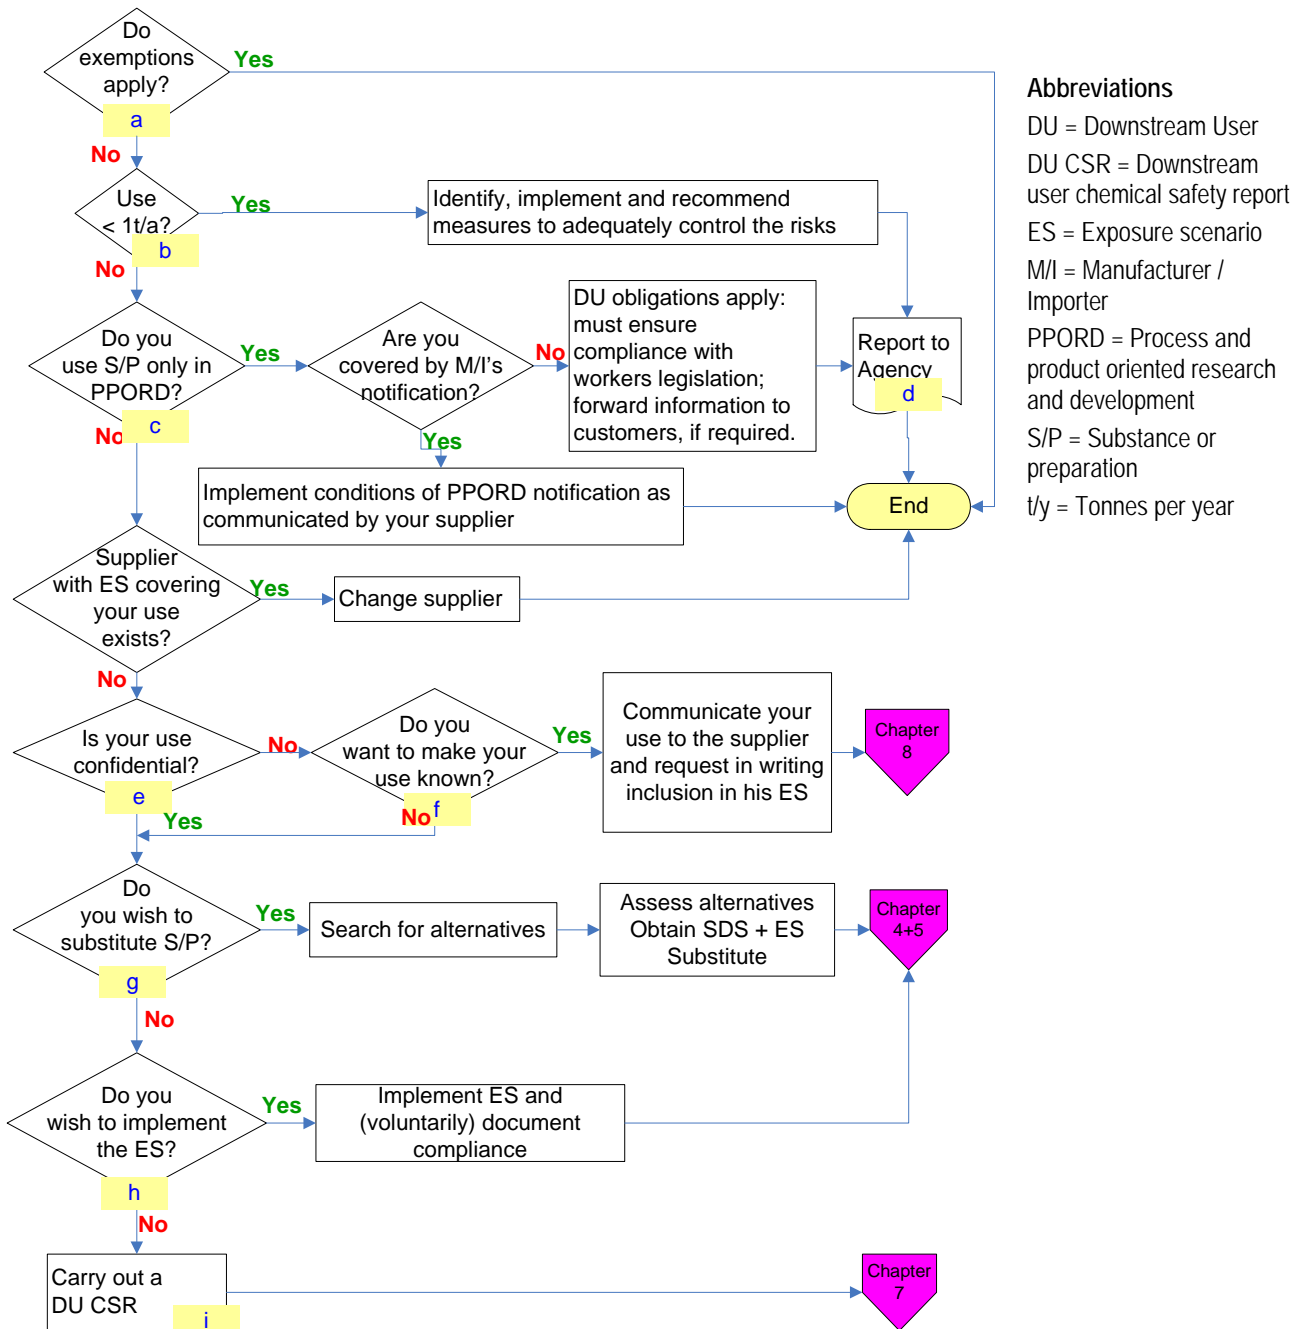 Do
exemptions
apply?
Yes
a
No
Use
< 1t/a?
Yes
b
No
Identify, implement and recommend
measures to adequately control the risks
Do you
use S/P only in
PPORD?
Yes
c
No
Are you
covered by M/I's
notification?
No
Yes
DU obligations apply:
must ensure
compliance with
workers legislation;
forward information to
customers, if required.
Report to
Agency
d
Implement conditions of PPORD notification as
communicated by your supplier
End
Supplier
with ES covering
your use
exists?
Yes
Change supplier
No
Is your use
confidential?
No
e
Yes
Do you
want to make your
use known?
Yes
f
No
Communicate your
use to the supplier
and request in writing
inclusion in his ES
Chapter
8
Do
you wish to
substitute S/P?
Yes
g
No
Search for alternatives
Assess alternatives
Obtain SDS + ES
Substitute
Chapter
4+5
Do you
wish to implement
the ES?
Yes
h
No
Implement ES and
(voluntarily) document
compliance
Carry out a
DU CSR
i
Chapter
7
Abbreviations
DU = Downstream User
DU CSR = Downstream
user chemical safety report
ES = Exposure scenario
M/I = Manufacturer /
Importer
PPORD = Process and
product oriented research
and development
S/P = Substance or
preparation
t/y = Tonnes per year